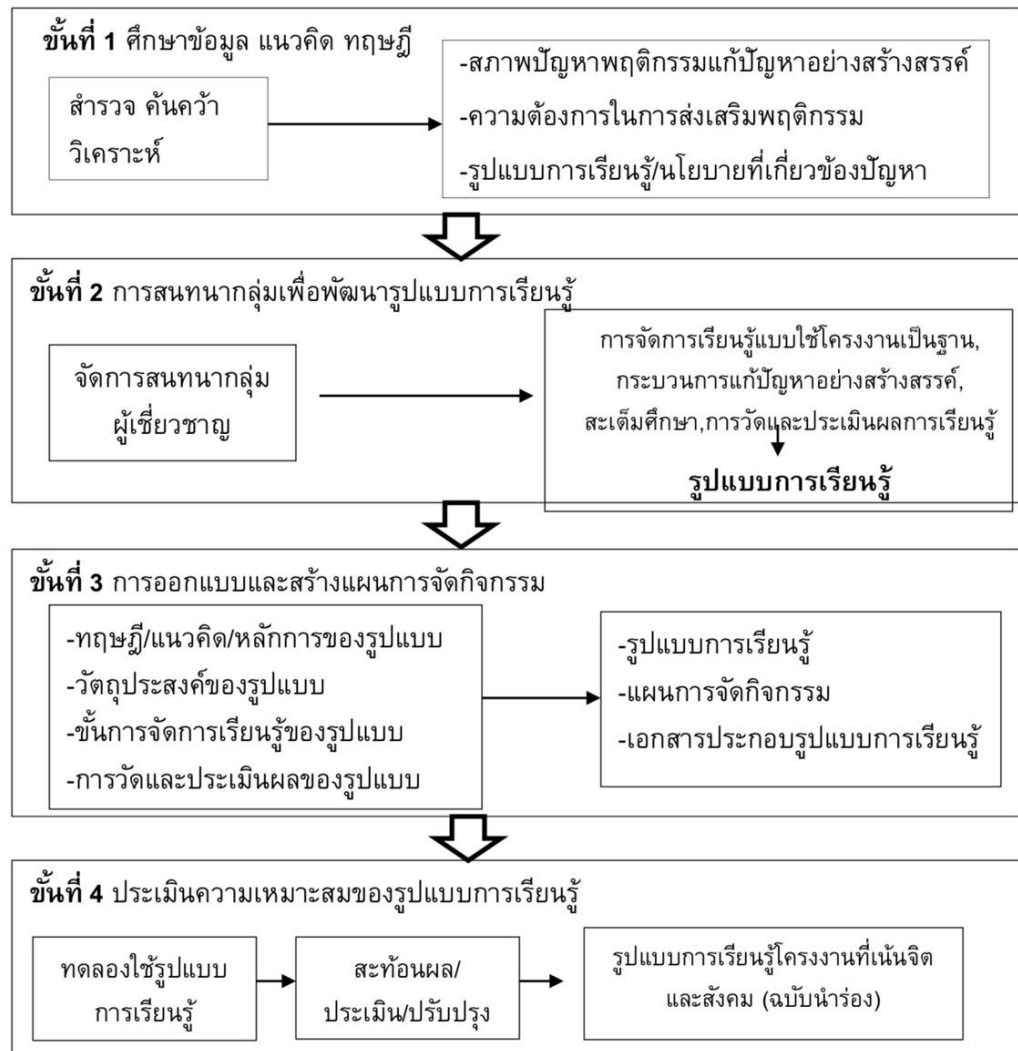 ขั้นที่ 1 ศึกษาข้อมูล แนวคิด ทฤษฎี
สำรวจ ค้นคว้า
วิเคราะห์
-สภาพปัญหาพฤติกรรมแก้ปัญหาอย่างสร้างสรรค์
-ความต้องการในการส่งเสริมพฤติกรรม
-รูปแบบการเรียนรู้/นโยบายที่เกี่ยวข้องปัญหา
ขั้นที่ 2 การสนทนากลุ่มเพื่อพัฒนารูปแบบการเรียนรู้
จัดการสนทนากลุ่ม
ผู้เชี่ยวชาญ
การจัดการเรียนรู้แบบใช้โครงงานเป็นฐาน,
กระบวนการแก้ปัญหาอย่างสร้างสรรค์,
สะเต็มศึกษา,การวัดและประเมินผลการเรียนรู้
รูปแบบการเรียนรู้
ขั้นที่ 3 การออกแบบและสร้างแผนการจัดกิจกรรม
-ทฤษฎี/แนวคิด/หลักการของรูปแบบ
-วัตถุประสงค์ของรูปแบบ
-ขั้นการจัดการเรียนรู้ของรูปแบบ
-การวัดและประเมินผลของรูปแบบ
-รูปแบบการเรียนรู้
-แผนการจัดกิจกรรม
-เอกสารประกอบรูปแบบการเรียนรู้
ขั้นที่ 4 ประเมินความเหมาะสมของรูปแบบการเรียนรู้
ทดลองใช้รูปแบบ
การเรียนรู้
สะท้อนผล/
ประเมิน/ปรับปรุง
รูปแบบการเรียนรู้โครงงานที่เน้นจิต
และสังคม (ฉบับนำร่อง)